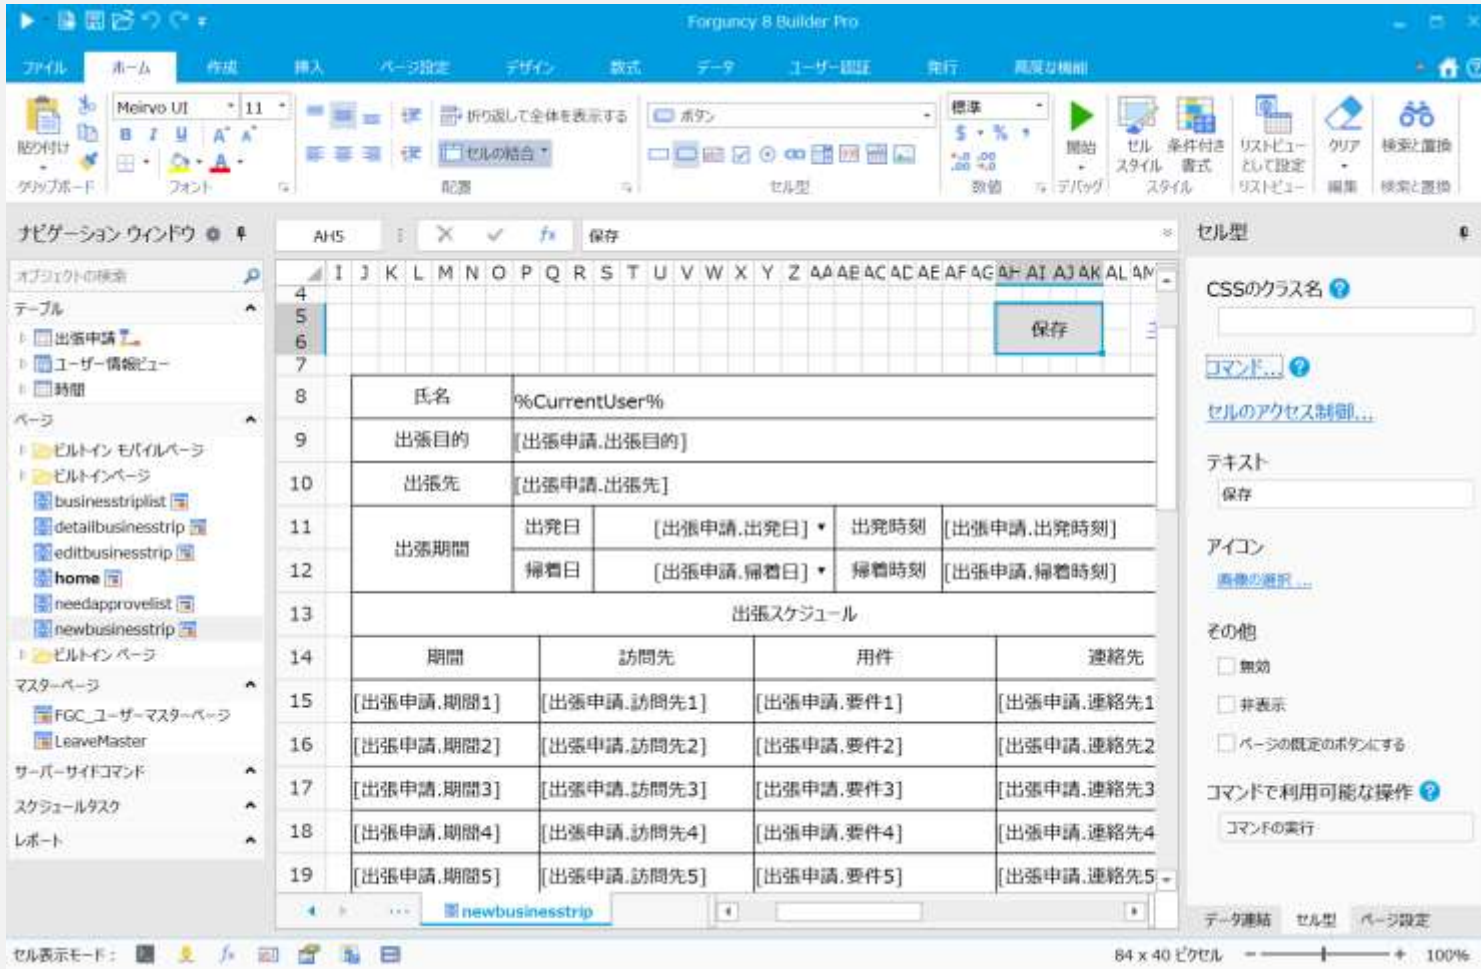 Forguncy 8 Builder Pro
ファイル ホーム 作成 挿入 ページ設定 デザイン 数式 データ ユーザー認証 発行 高度な機能
貼り付け
クリップボード
Meiryo UI 11
B I U A A
フォント
折り返して全体を表示する
セルの結合
配置
ボタン
セル型
標準
$ % ,
数値
開始
デバッグ
セル スタイル
条件付き 書式
スタイル
リストビュー として設定
リストビュー
クリア
編集
検索と置換
検索と置換
ナビゲーション ウィンドウ
オブジェクトの検索
テーブル
出張申請
ユーザー情報ビュー
時間
ページ
ビルトイン モバイルページ
ビルトインページ
businesstriplist
detailbusinesstrip
editbusinesstrip
home
needapprovelist
newbusinesstrip
ビルトイン ページ
マスターページ
FGC_ユーザーマスターページ
LeaveMaster
サーバーサイドコマンド
スケジュールタスク
レポート
AH5 fx 保存
I J K L M N O P Q R S T U V W X Y Z AA AB AC AD AE AF AG AH AI AJ AK AL AM
4
5
6
保存
7
8 氏名 %CurrentUser%
9 出張目的 [出張申請.出張目的]
10 出張先 [出張申請.出張先]
出張期間
11 出発日 [出張申請.出発日] 出発時刻 [出張申請.出発時刻]
12 帰着日 [出張申請.帰着日] 帰着時刻 [出張申請.帰着時刻]
13 出張スケジュール
14 期間 訪問先 用件 連絡先
15 [出張申請.期間1] [出張申請.訪問先1] [出張申請.要件1] [出張申請.連絡先1
16 [出張申請.期間2] [出張申請.訪問先2] [出張申請.要件2] [出張申請.連絡先2
17 [出張申請.期間3] [出張申請.訪問先3] [出張申請.要件3] [出張申請.連絡先3
18 [出張申請.期間4] [出張申請.訪問先4] [出張申請.要件4] [出張申請.連絡先4
19 [出張申請.期間5] [出張申請.訪問先5] [出張申請.要件5] [出張申請.連絡先5
newbusinesstrip
セル型
CSSのクラス名
コマンド...
セルのアクセス制御...
テキスト
保存
アイコン
画像の選択 ...
その他
無効
非表示
ページの既定のボタンにする
コマンドで利用可能な操作
コマンドの実行
データ連結 セル型 ページ設定
セル表示モード:
84 x 40 ピクセル
100%